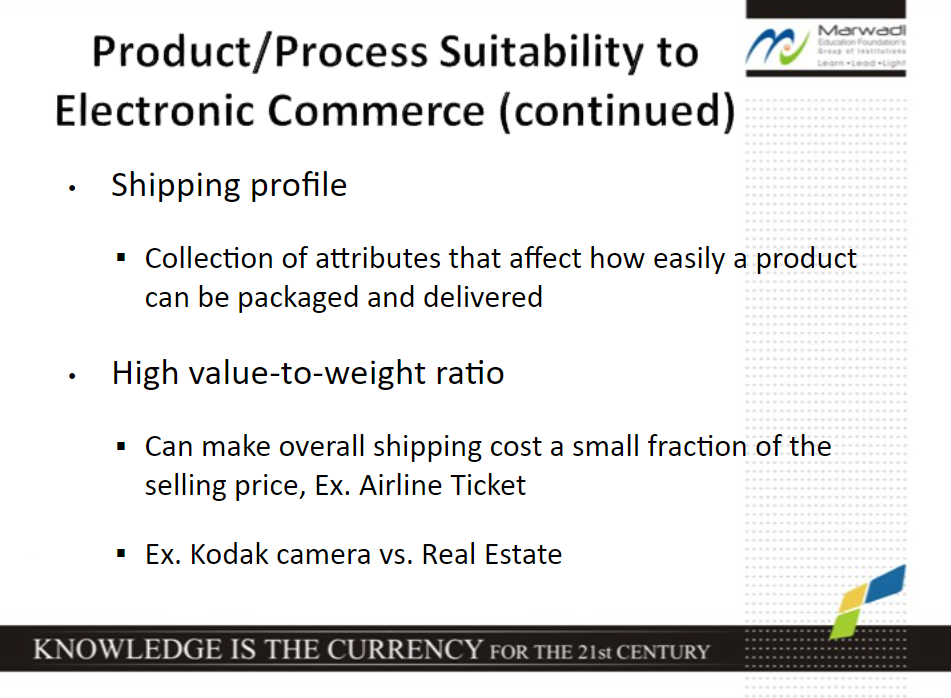 Product/Process Suitability to
Electronic Commerce (continued)
Marwadi
Education Foundation's
Group of Institutions
Learn • Lead • Light
• Shipping profile
▪ Collection of attributes that affect how easily a product
can be packaged and delivered
• High value-to-weight ratio
▪ Can make overall shipping cost a small fraction of the
selling price, Ex. Airline Ticket
▪ Ex. Kodak camera vs. Real Estate
KNOWLEDGE IS THE CURRENCY FOR THE 21st CENTURY